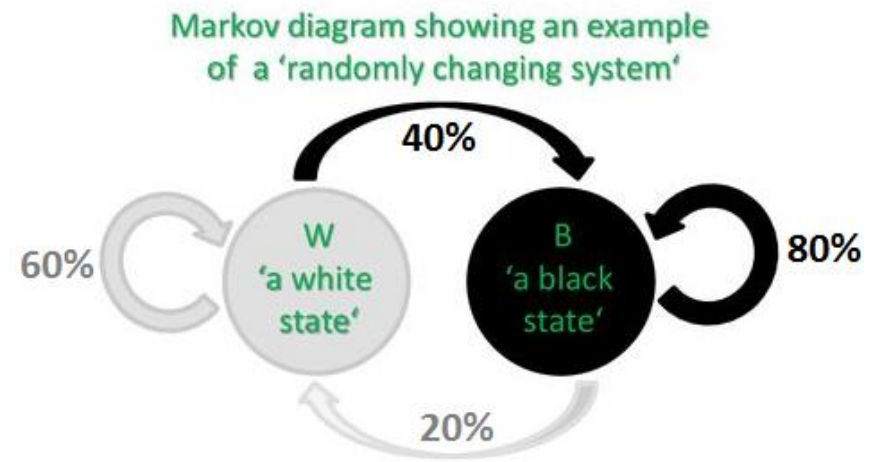 Markov diagram showing an example
of a ‘randomly changing system‘
40%
60%
W
‘a white
state‘
B
‘a black
state‘
80%
20%